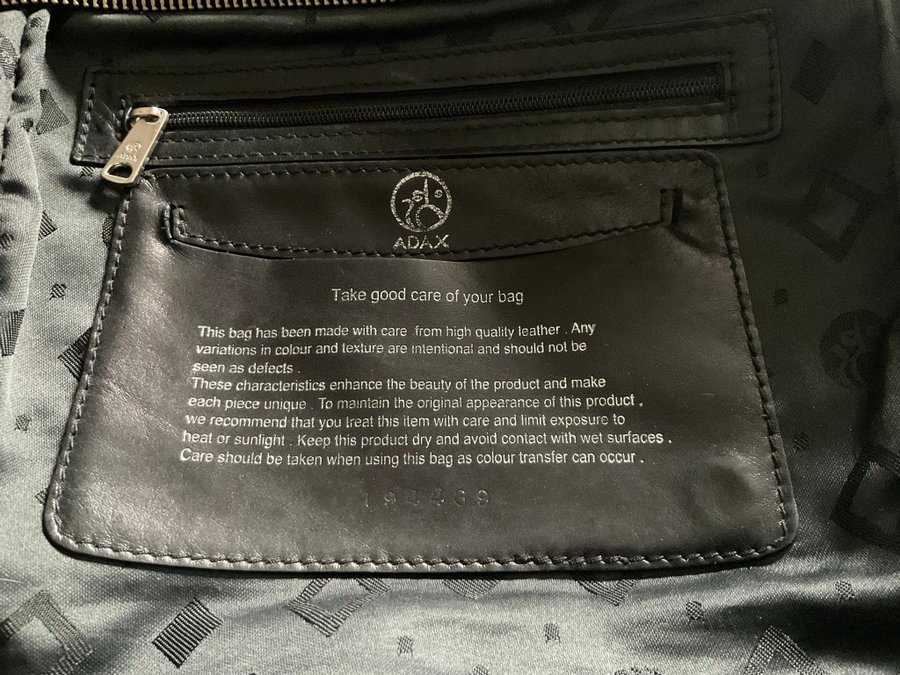 ADAX
Take good care of your bag
This bag has been made with care from high quality leather . Any
variations in colour and texture are intentional and should not be
seen as defects .
These characteristics enhance the beauty of the product and make
each piece unique . To maintain the original appearance of this product ,
we recommend that you treat this item with care and limit exposure to
heat or sunlight . Keep this product dry and avoid contact with wet surfaces .
Care should be taken when using this bag as colour transfer can occur .